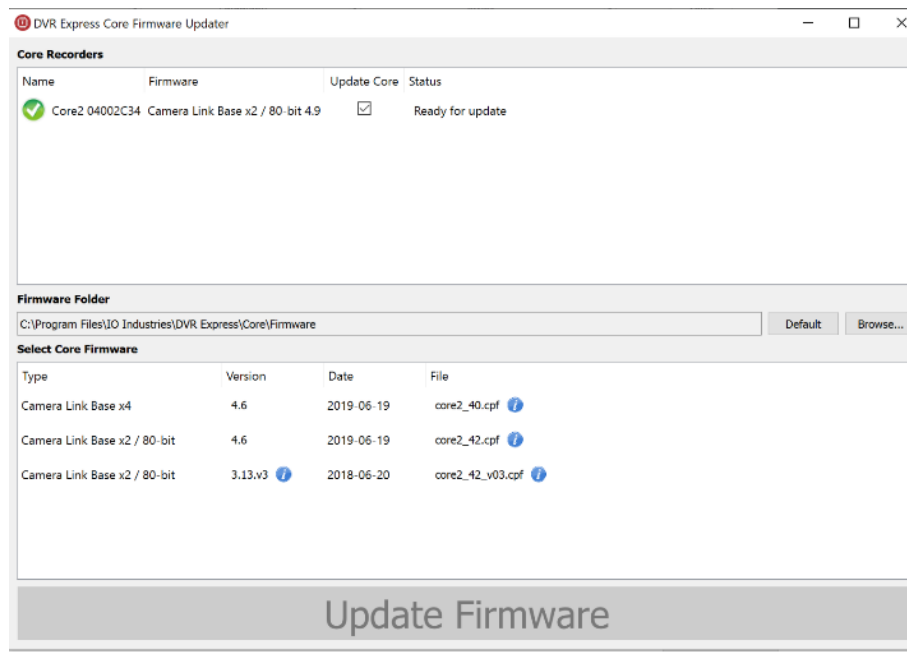 DVR Express Core Firmware Updater
Core Recorders
Name Firmware Update Core Status
Core2 04002C34 Camera Link Base x2 / 80-bit 4.9 Ready for update
Firmware Folder
C:\Program Files\IO Industries\DVR Express\Core\Firmware Default Browse...
Select Core Firmware
Type Version Date File
Camera Link Base x4 4.6 2019-06-19 core2_40.cpf
Camera Link Base x2 / 80-bit 4.6 2019-06-19 core2_42.cpf
Camera Link Base x2 / 80-bit 3.13.v3 2018-06-20 core2_42_v03.cpf
Update Firmware